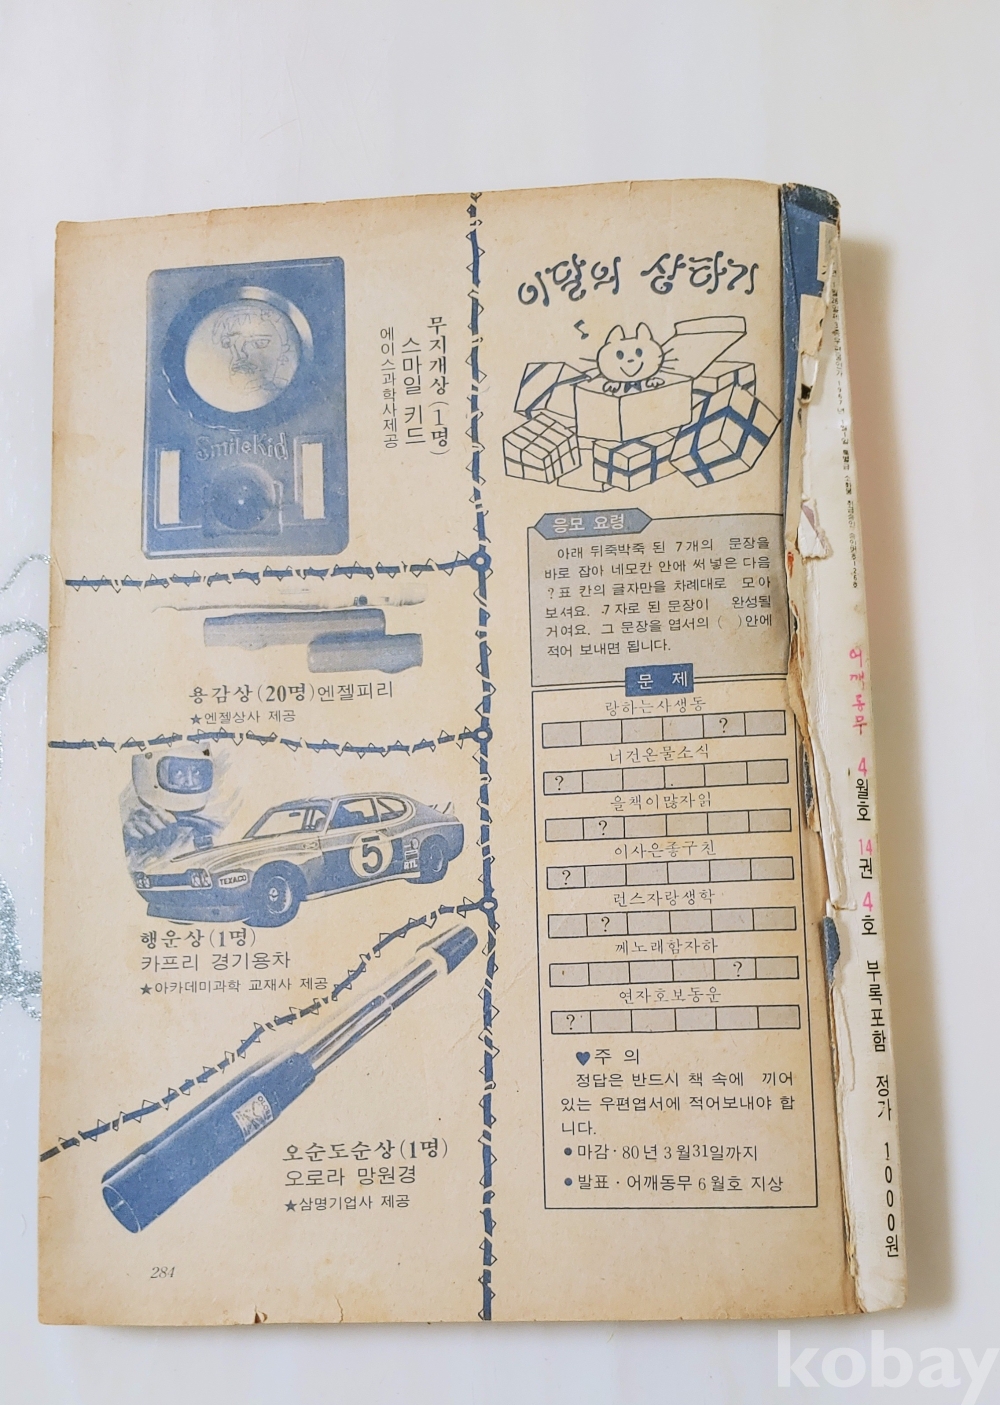 이달의 상타기
무지개상(1명)
스마일 키드
에이스과학사제공
SmileKid
용감상(20명)엔젤피리
★엔젤상사 제공
5
TEXACO
행운상(1명)
카프리 경기용차
★아카데미과학 교재사 제공
오순도순상(1명)
오로라 망원경
★삼명기업사 제공
284
응모 요령
아래 뒤죽박죽 된 7개의 문장을
바로 잡아 네모칸 안에 써넣은 다음
?표 칸의 글자만을 차례대로 모아
보셔요. 7자로 된 문장이 완성될
거여요. 그 문장을 엽서의 ( )안에
적어 보내면 됩니다.
문 제
랑하는사생동
?
너건온물소식
?
을책이많자읽
?
이사은좋구친
?
런스자랑생학
?
께노래함자하
?
연자호보동운
?
♥주 의
정답은 반드시 책 속에 끼어
있는 우편엽서에 적어보내야 합
니다.
●마감·80년 3월31일까지
●발표·어깨동무 6월호 지상
어깨동무 4월호 14권 4호 부록포함 정가 1000원
kobay